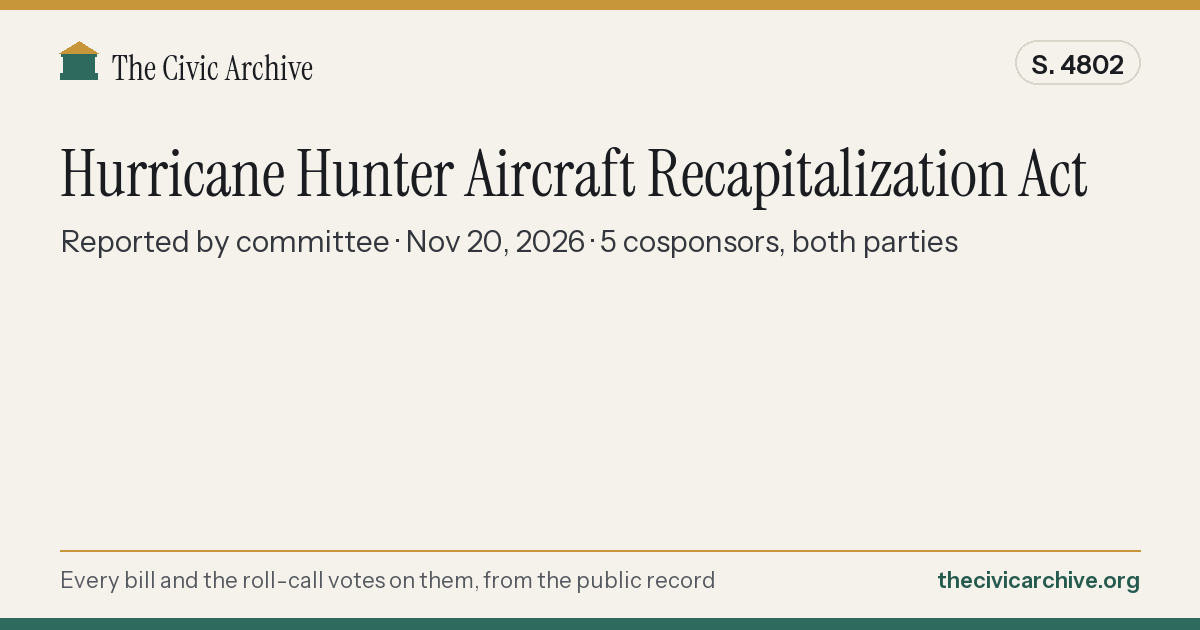 The Civic Archive
S. 4802
Hurricane Hunter Aircraft Recapitalization Act
Reported by committee · Nov 20, 2026 · 5 cosponsors, both parties
Every bill and the roll-call votes on them, from the public record
thecivicarchive.org